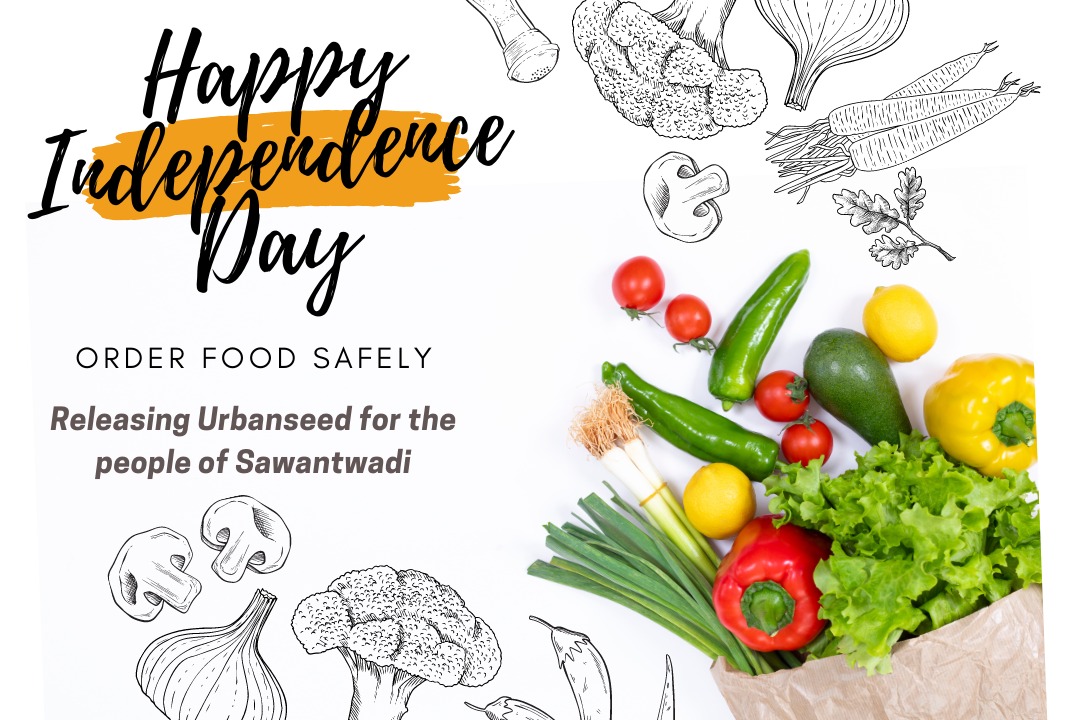 Happy
Independence
Day
ORDER FOOD SAFELY
Releasing Urbanseed for the
people of Sawantwadi